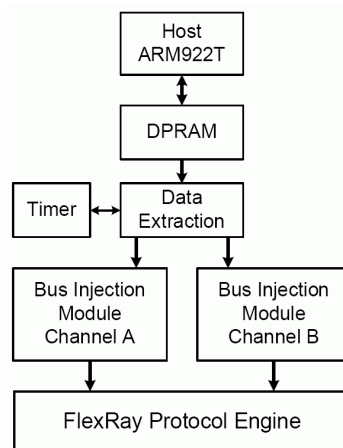 Host
ARM922T
DPRAM
Timer
Data
Extraction
Bus Injection
Module
Channel A
Bus Injection
Module
Channel B
FlexRay Protocol Engine